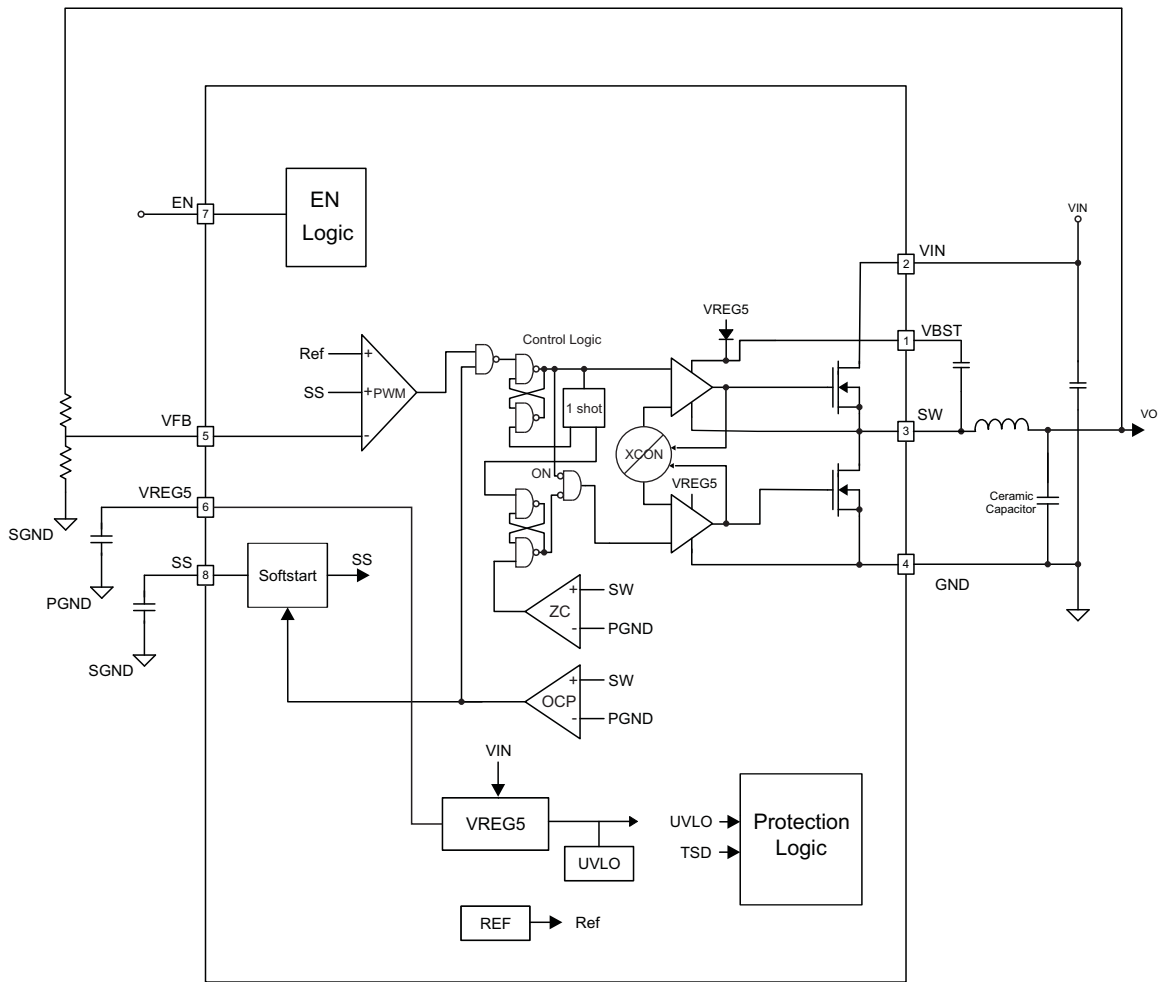 EN
7
EN
Logic
VIN
VIN
2
VREG5
VBST
1
Control Logic
Ref
+
SS
+
PWM
-
1 shot
SW
3
VO
VFB
5
XCON
ON
VREG5
VREG5
6
Ceramic
Capacitor
SGND
SS
8
Softstart
SS
4
GND
PGND
+
SW
ZC
-
PGND
SGND
+
SW
OCP
-
PGND
VIN
VREG5
UVLO
UVLO
TSD
Protection
Logic
REF
Ref